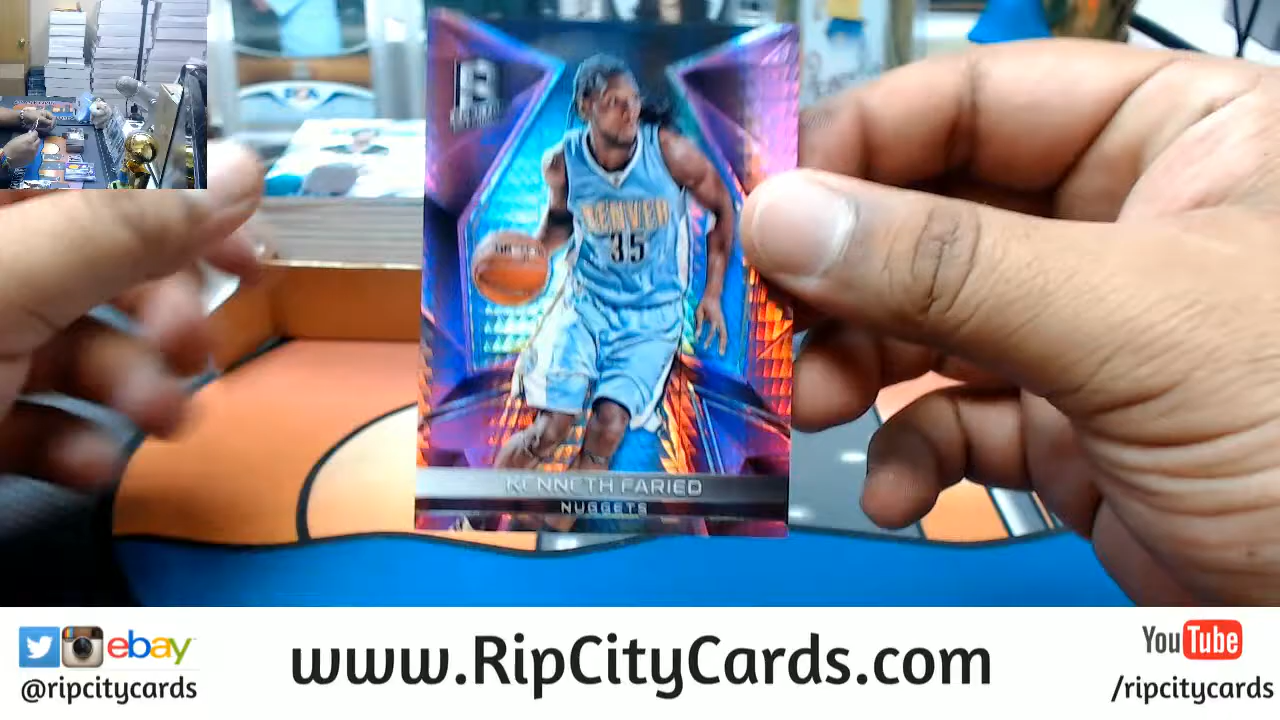 DENVER
35
KENNETH FARIED
NUGGETS
ebay
@ripcitycards
www.RipCityCards.com
YouTube
/ripcitycards